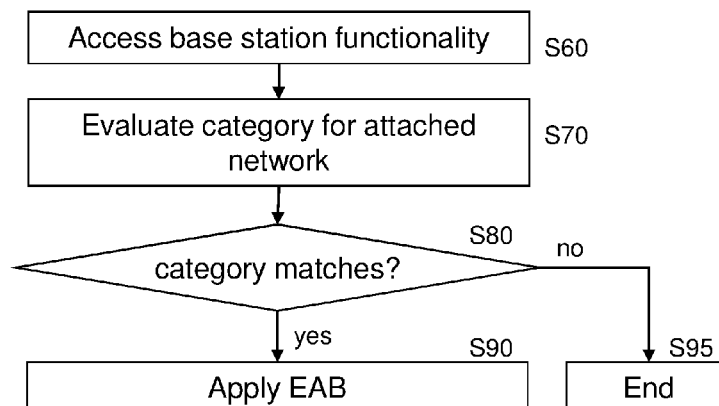 Access base station functionality
S60
Evaluate category for attached
network
S70
S80
category matches?
no
yes
S90
S95
Apply EAB
End